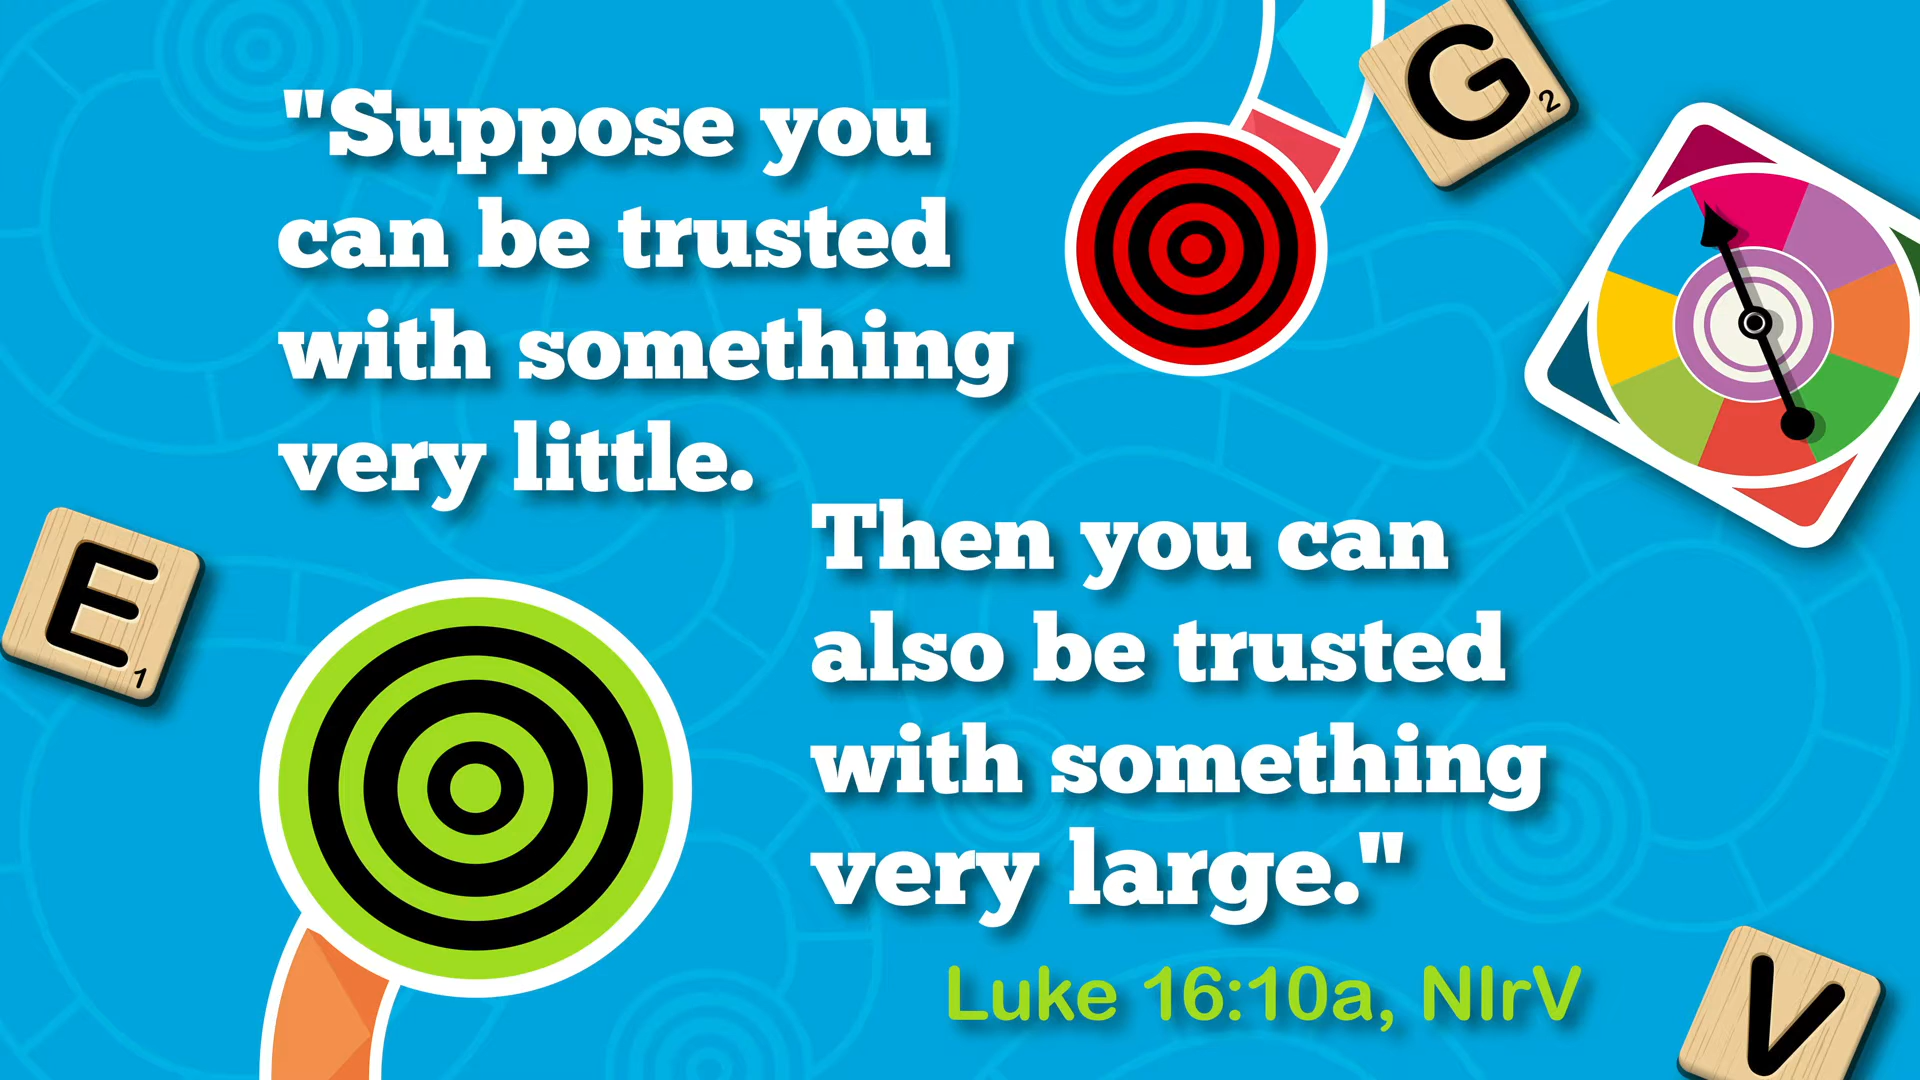 "Suppose you
can be trusted
with something
very little.
Then you can
also be trusted
with something
very large."
Luke 16:10a, NIrV
G
2
E
1
V